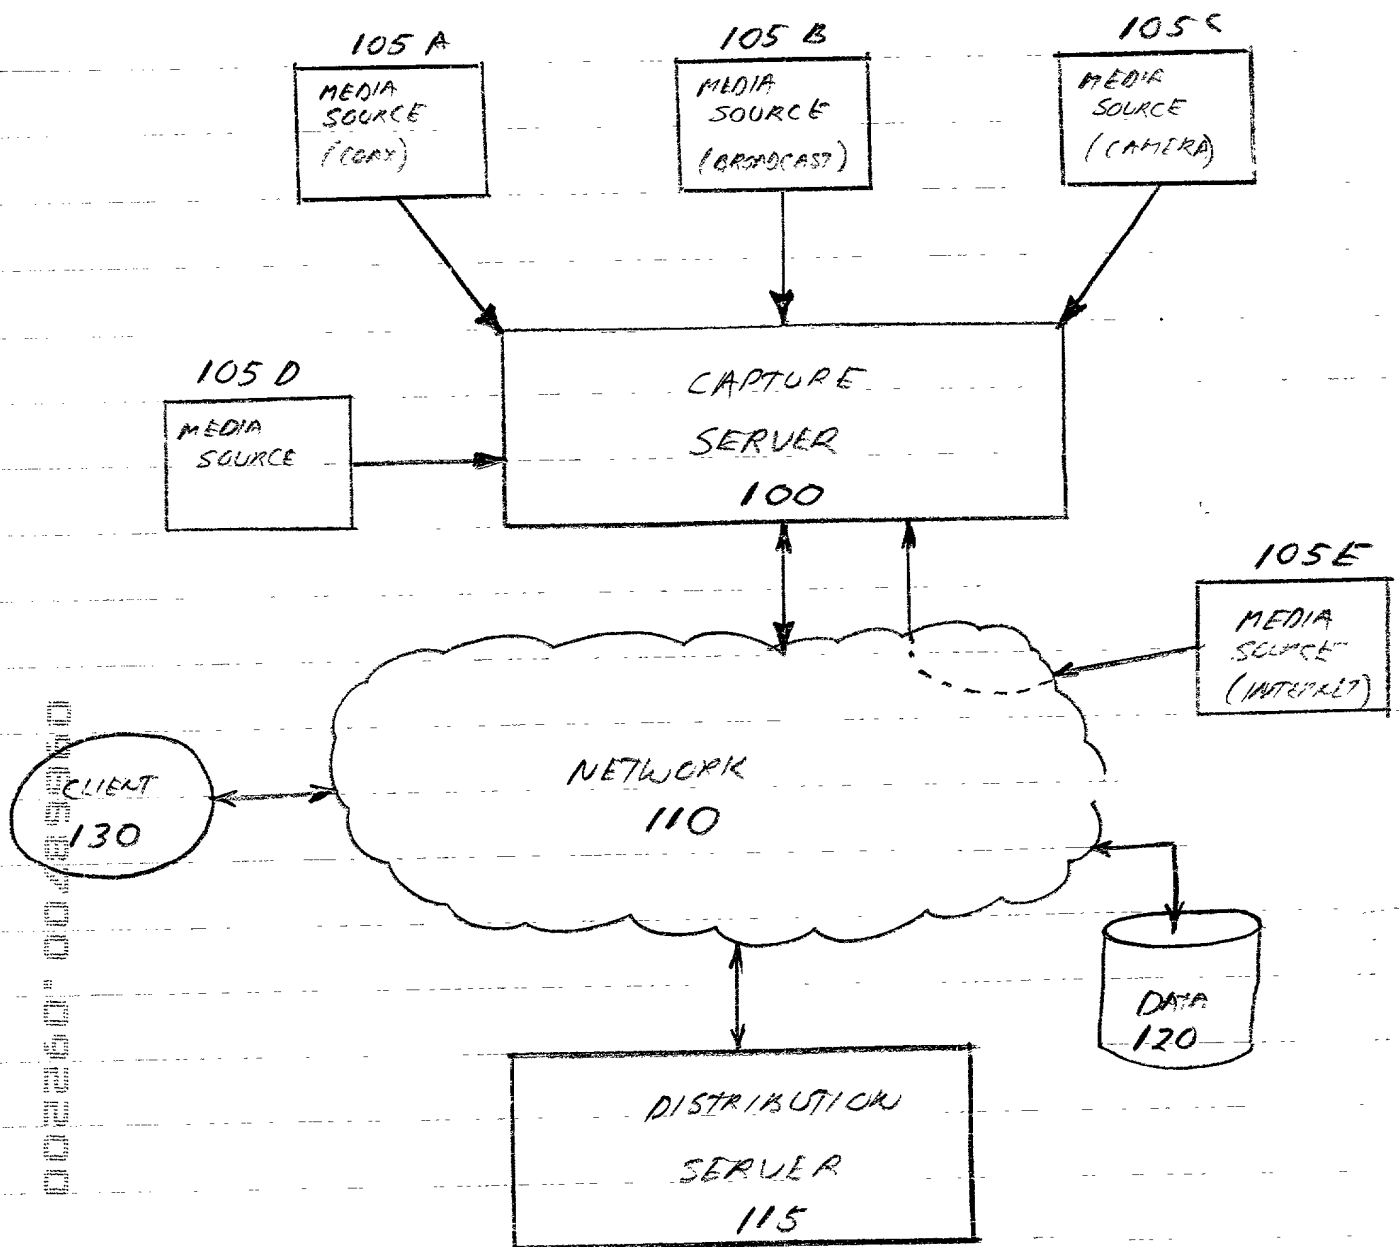 105 A
MEDIA
SOURCE
(COAX)
105 B
MEDIA
SOURCE
(BROADCAST)
105 C
MEDIA
SOURCE
(CAMERA)
105 D
MEDIA
SOURCE
CAPTURE
SERVER
100
105E
MEDIA
SOURCE
(INTERNET)
CLIENT
130
NETWORK
110
DATA
120
DISTRIBUTION
SERVER
115